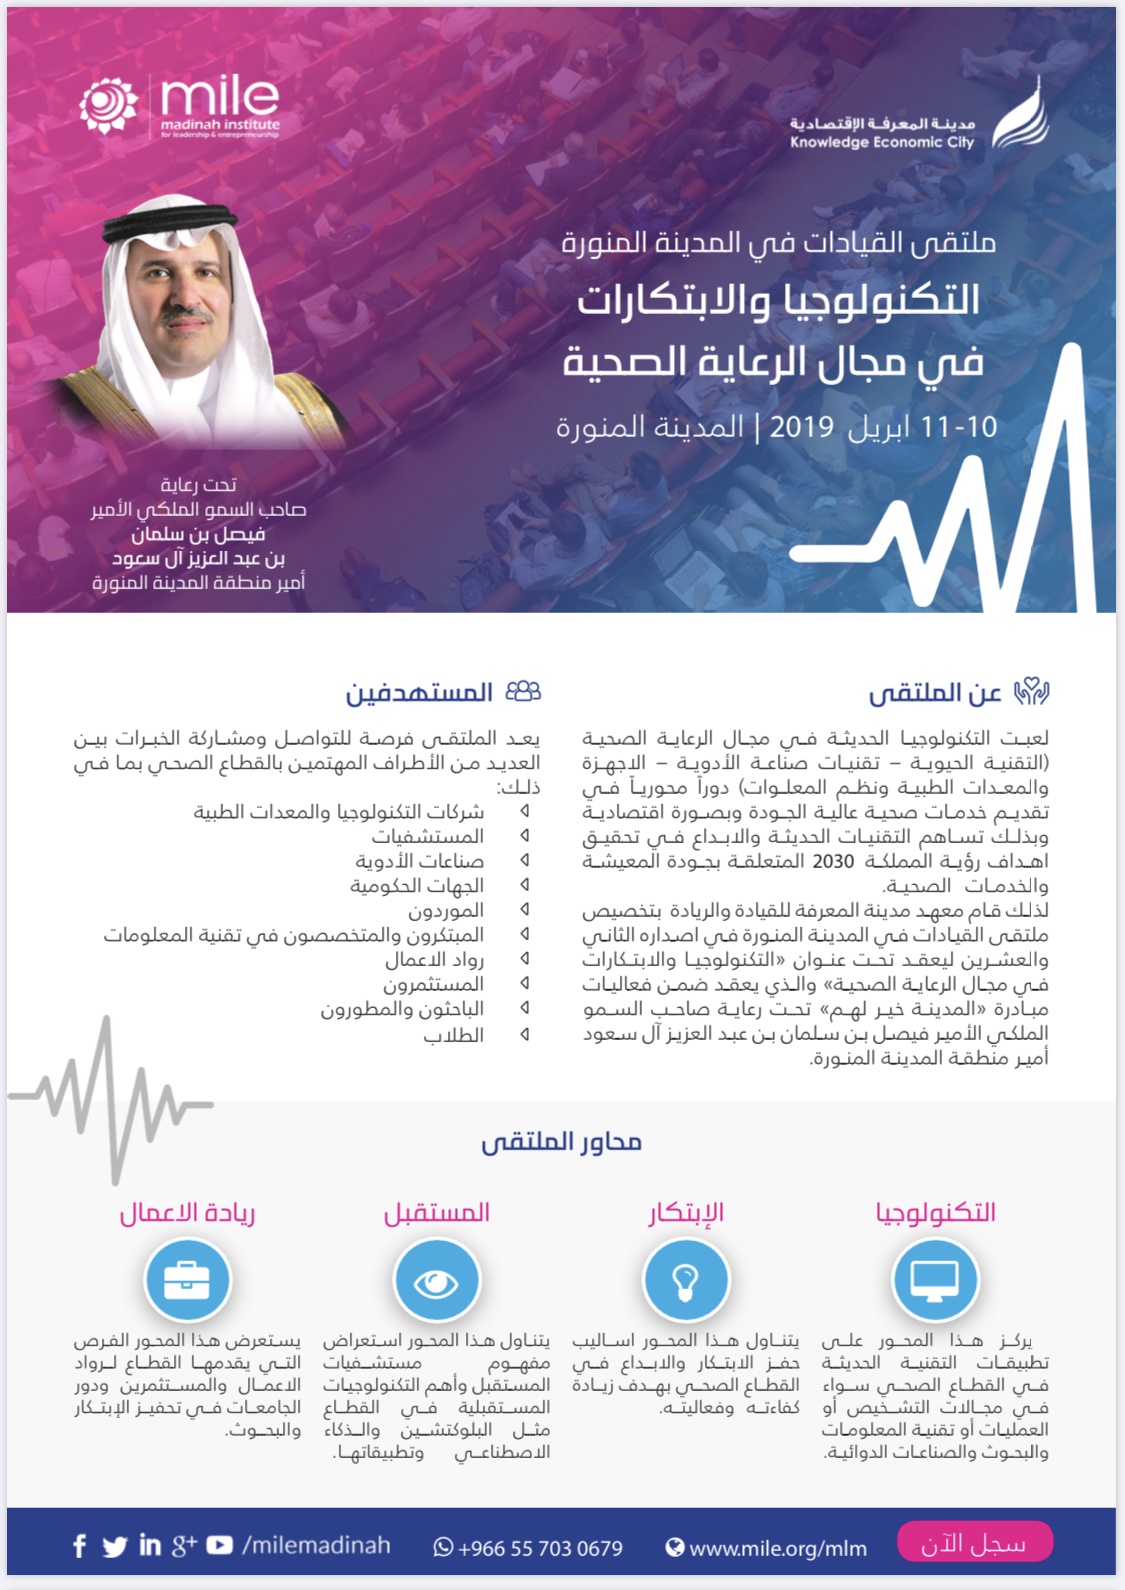 mile
madinah institute
for leadership & entrepreneurship
مدينة المعرفة الإقتصادية
Knowledge Economic City
ملتقى القيادات في المدينة المنورة
التكنولوجيا والابتكارات
في مجال الرعاية الصحية
10-11 ابريل 2019 | المدينة المنورة
تحت رعاية
صاحب السمو الملكي الأمير
فيصل بن سلمان
بن عبد العزيز آل سعود
أمير منطقة المدينة المنورة
عن الملتقى
لعبت التكنولوجيا الحديثة في مجال الرعاية الصحية
(التقنية الحيوية – تقنيات صناعة الأدوية – الاجهزة
والمعدات الطبية ونظم المعلوات) دوراً محورياً في
تقديم خدمات صحية عالية الجودة وبصورة اقتصادية
وبذلك تساهم التقنيات الحديثة والابداع في تحقيق
اهداف رؤية المملكة 2030 المتعلقة بجودة المعيشة
والخدمات الصحية.
لذلك قام معهد مدينة المعرفة للقيادة والريادة بتخصيص
ملتقى القيادات في المدينة المنورة في اصداره الثاني
والعشرين ليعقد تحت عنوان «التكنولوجيا والابتكارات
في مجال الرعاية الصحية» والذي يعقد ضمن فعاليات
مبادرة «المدينة خير لهم» تحت رعاية صاحب السمو
الملكي الأمير فيصل بن سلمان بن عبد العزيز آل سعود
أمير منطقة المدينة المنورة.
المستهدفين
يعد الملتقى فرصة للتواصل ومشاركة الخبرات بين
العديد من الأطراف المهتمين بالقطاع الصحي بما في
ذلك:
شركات التكنولوجيا والمعدات الطبية
المستشفيات
صناعات الأدوية
الجهات الحكومية
الموردون
المبتكرون والمتخصصون في تقنية المعلومات
رواد الاعمال
المستثمرون
الباحثون والمطورون
الطلاب
محاور الملتقى
التكنولوجيا
يركز هذا المحور على
تطبيقات التقنية الحديثة
في القطاع الصحي سواء
في مجالات التشخيص أو
العمليات أو تقنية المعلومات
والبحوث والصناعات الدوائية.
الإبتكار
يتناول هذا المحور اساليب
حفز الابتكار والابداع في
القطاع الصحي بهدف زيادة
كفاءته وفعاليته.
المستقبل
يتناول هذا المحور استعراض
مفهوم مستشفيات
المستقبل وأهم التكنولوجيات
المستقبلية في القطاع
مثل البلوكتشين والذكاء
الاصطناعي وتطبيقاتها.
ريادة الاعمال
يستعرض هذا المحور الفرص
التي يقدمها القطاع لرواد
الاعمال والمستثمرين ودور
الجامعات في تحفيز الإبتكار
والبحوث.
سجل الآن
www.mile.org/mlm
+966 55 703 0679
/milemadinah